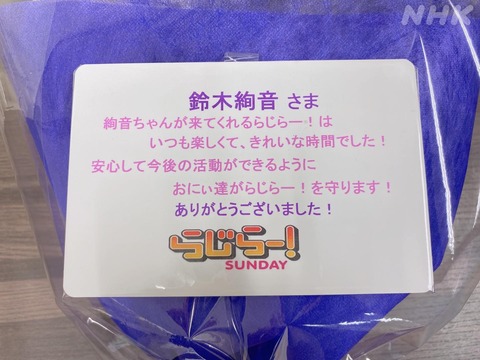 NHK
鈴木絢音 さま
絢音ちゃんが来てくれるらじらー！は
いつも楽しくて、きれいな時間でした！
安心して今後の活動ができるように
おにぃ達がらじらー！を守ります！
ありがとうございました！
らじらー！
SUNDAY